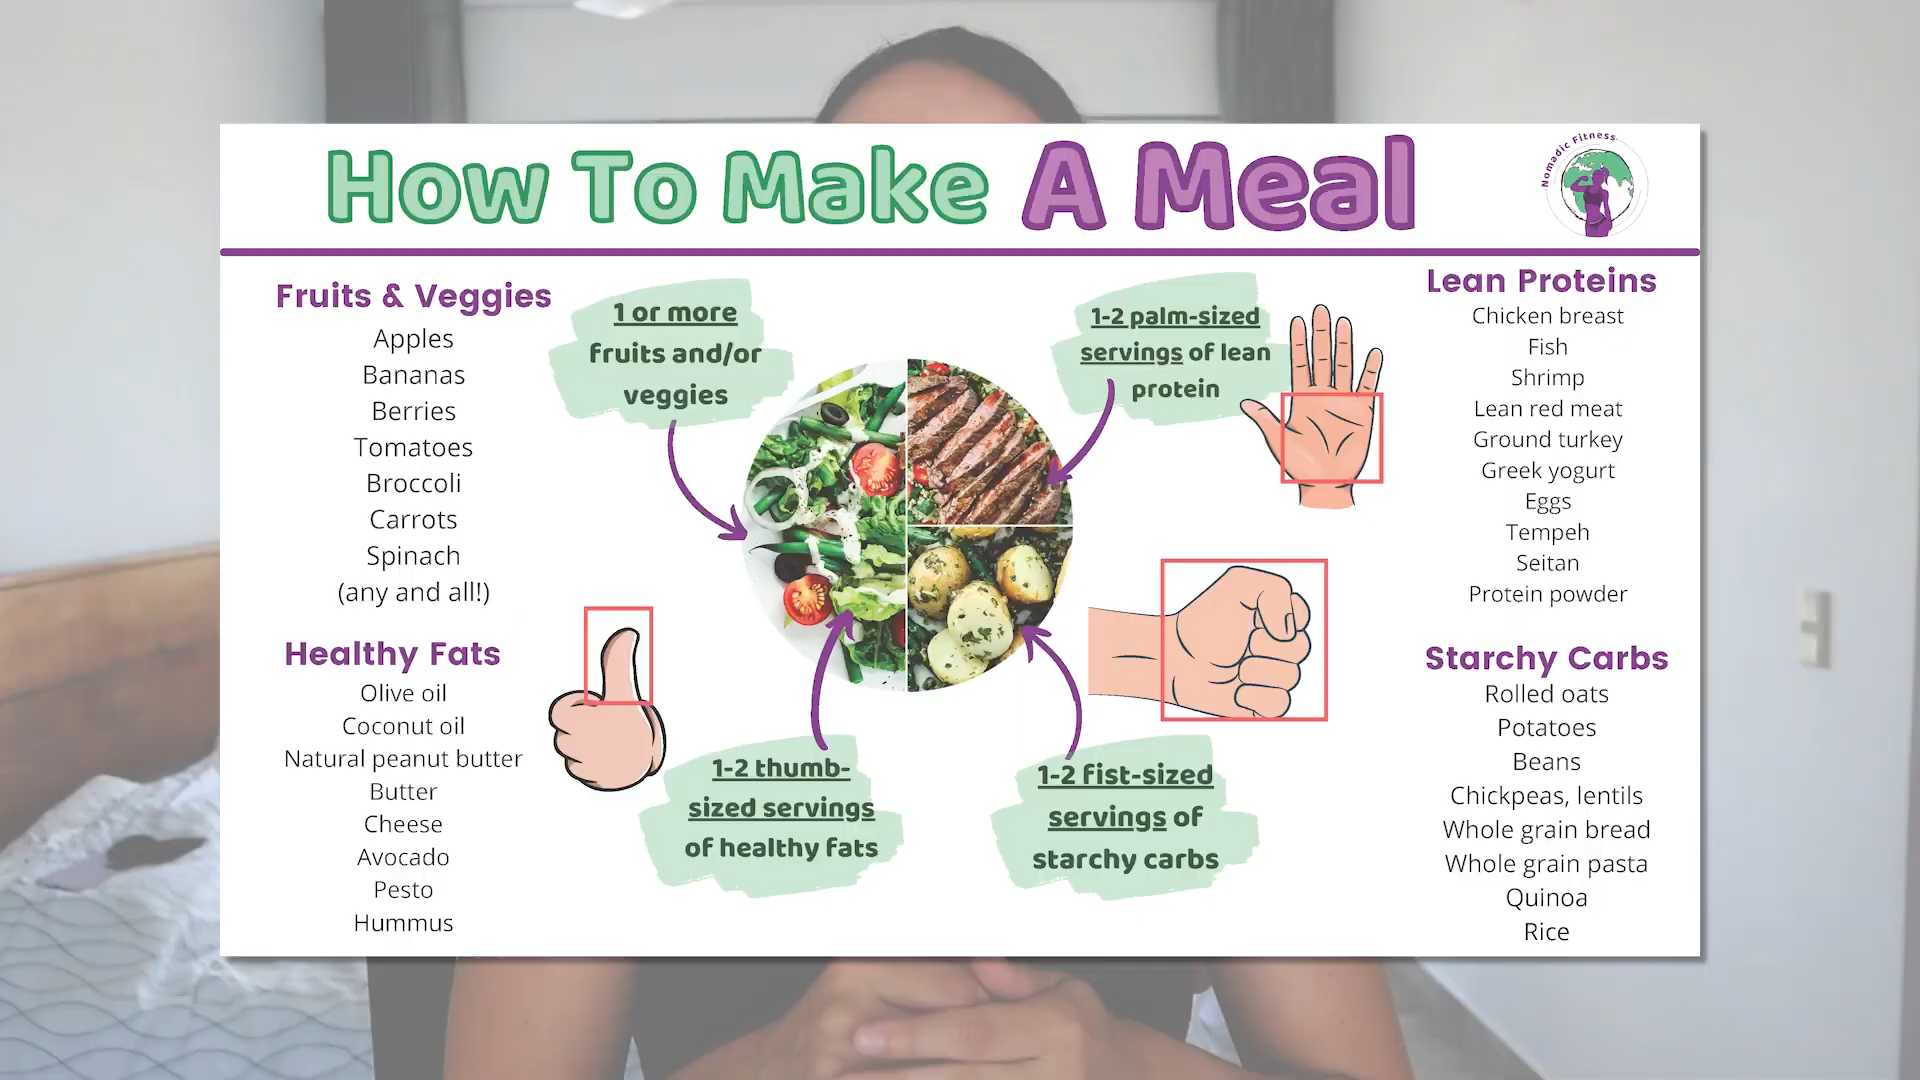 How To Make A Meal
Nomadic Fitness
Fruits & Veggies
Apples
Bananas
Berries
Tomatoes
Broccoli
Carrots
Spinach
(any and all!)
Healthy Fats
Olive oil
Coconut oil
Natural peanut butter
Butter
Cheese
Avocado
Pesto
Hummus
1 or more
fruits and/or
veggies
1-2 thumb-
sized servings
of healthy fats
1-2 palm-sized
servings of lean
protein
1-2 fist-sized
servings of
starchy carbs
Lean Proteins
Chicken breast
Fish
Shrimp
Lean red meat
Ground turkey
Greek yogurt
Eggs
Tempeh
Seitan
Protein powder
Starchy Carbs
Rolled oats
Potatoes
Beans
Chickpeas, lentils
Whole grain bread
Whole grain pasta
Quinoa
Rice